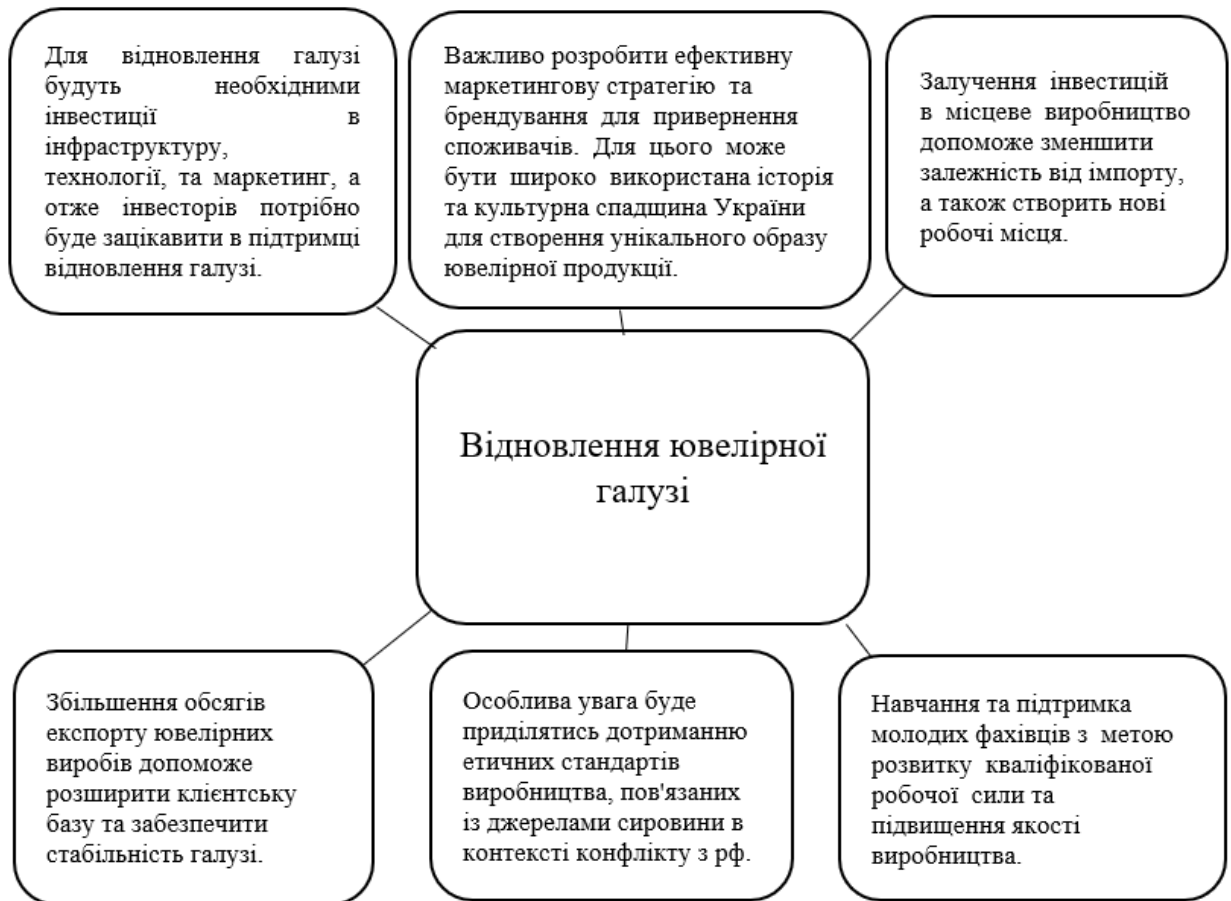 Для відновлення галузі
будуть необхідними
інвестиції в
інфраструктуру,
технології, та маркетинг, а
отже інвесторів потрібно
буде зацікавити в підтримці
відновлення галузі.
Важливо розробити ефективну
маркетингову стратегію та
брендування для привернення
споживачів. Для цього може
бути широко використана історія
та культурна спадщина України
для створення унікального образу
ювелірної продукції.
Залучення інвестицій
в місцеве виробництво
допоможе зменшити
залежність від імпорту,
а також створить нові
робочі місця.
Відновлення ювелірної
галузі
Збільшення обсягів
експорту ювелірних
виробів допоможе
розширити клієнтську
базу та забезпечити
стабільність галузі.
Особлива увага буде
приділятись дотриманню
етичних стандартів
виробництва, пов'язаних
із джерелами сировини в
контексті конфлікту з рф.
Навчання та підтримка
молодих фахівців з метою
розвитку кваліфікованої
робочої сили та
підвищення якості
виробництва.